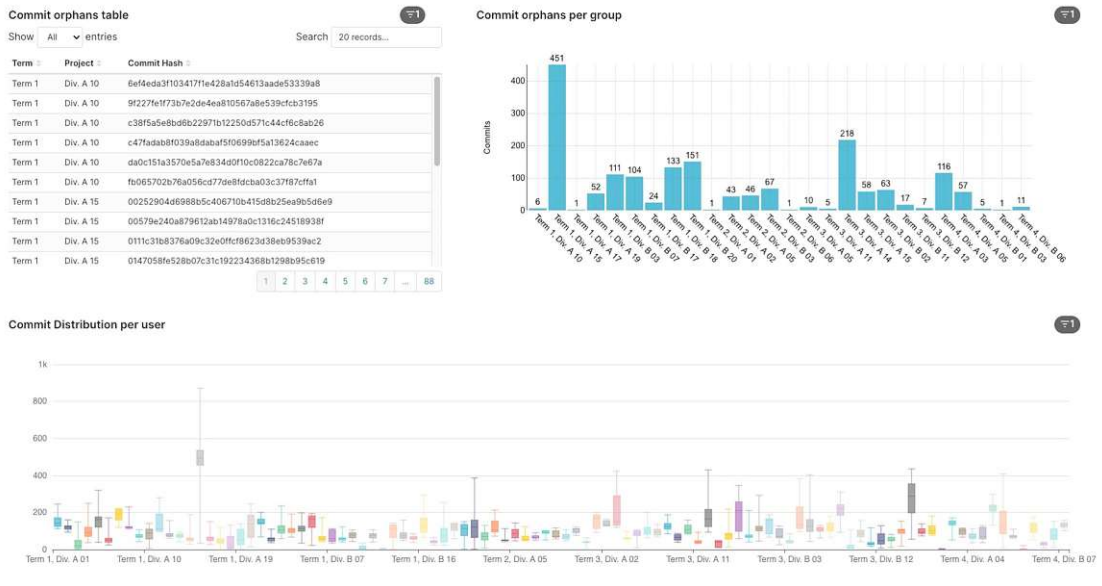 Commit orphans table
1
Show All entries
Search 20 records...
Term Project Commit Hash
Term 1 Div. A 10 6ef4eda3f103417f1e428a1d54613aade53339a8
Term 1 Div. A 10 9f227fe1f73b7e2de4ea810567a8e539cfcb3195
Term 1 Div. A 10 c38f5a5e8bd6b22971b12250d571c44cf6c8ab26
Term 1 Div. A 10 c47fadab8f039a8dabaf5f0699bf5a13624caaec
Term 1 Div. A 10 da0c151a3570e5a7e834d0f10c0822ca78c7e67a
Term 1 Div. A 10 fb065702b76a056cd77de8fdcba03c37f87cffa1
Term 1 Div. A 15 00252904d6988b5c406710b415d8b25ea9b5d6e9
Term 1 Div. A 15 00579e240a879612ab14978a0c1316c24518938f
Term 1 Div. A 15 0111c31b8376a09c32e0ffcf8623d38eb9539ac2
Term 1 Div. A 15 0147058fe528b07c31c192234368b1298b95c619
1 2 3 4 5 6 7 ... 88
Commit orphans per group
1
Commits
400
300
200
100
0
6 451 1 52 111 104 24 133 151 1 43 46 67 1 10 5 218 58 63 17 7 116 57 5 1 11
Term 1, Div. A 10
Term 1, Div. A 15
Term 1, Div. A 17
Term 1, Div. A 19
Term 1, Div. B 03
Term 1, Div. B 07
Term 1, Div. B 17
Term 1, Div. B 18
Term 1, Div. B 20
Term 2, Div. A 01
Term 2, Div. A 02
Term 2, Div. A 05
Term 2, Div. B 03
Term 2, Div. B 06
Term 3, Div. A 05
Term 3, Div. A 11
Term 3, Div. A 14
Term 3, Div. A 15
Term 3, Div. B 02
Term 3, Div. B 11
Term 3, Div. B 12
Term 4, Div. A 03
Term 4, Div. A 05
Term 4, Div. B 01
Term 4, Div. B 03
Term 4, Div. B 06
Commit Distribution per user
1
1k
800
600
400
200
0
Term 1, Div. A 01 Term 1, Div. A 10 Term 1, Div. A 19 Term 1, Div. B 07 Term 1, Div. B 16 Term 2, Div. A 05 Term 3, Div. A 02 Term 3, Div. A 11 Term 3, Div. B 03 Term 3, Div. B 12 Term 4, Div. A 04 Term 4, Div. B 07